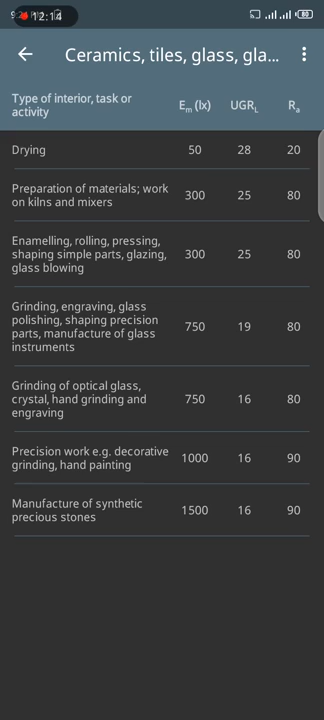 12:14
Ceramics, tiles, glass, gla...
Type of interior, task or
activity
Em (lx)
UGRL
Ra
Drying 50 28 20
Preparation of materials; work
on kilns and mixers 300 25 80
Enamelling, rolling, pressing,
shaping simple parts, glazing, 300 25 80
glass blowing
Grinding, engraving, glass
polishing, shaping precision 750 19 80
parts, manufacture of glass
instruments
Grinding of optical glass,
crystal, hand grinding and 750 16 80
engraving
Precision work e.g. decorative 1000 16 90
grinding, hand painting
Manufacture of synthetic 1500 16 90
precious stones